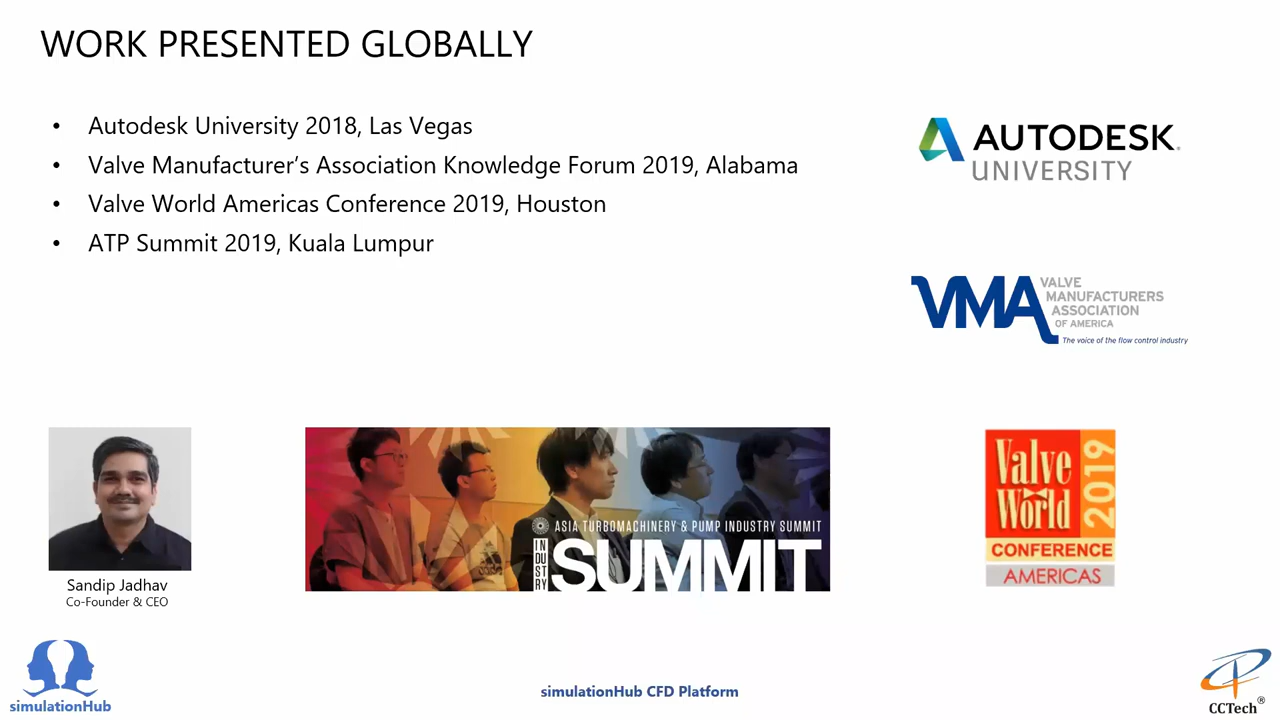 WORK PRESENTED GLOBALLY
• Autodesk University 2018, Las Vegas
• Valve Manufacturer’s Association Knowledge Forum 2019, Alabama
• Valve World Americas Conference 2019, Houston
• ATP Summit 2019, Kuala Lumpur
AUTODESK®
UNIVERSITY
VMA
VALVE
MANUFACTURERS
ASSOCIATION
OF AMERICA
The voice of the flow control industry
Sandip Jadhav
Co-Founder & CEO
ASIA TURBOMACHINERY & PUMP INDUSTRY SUMMIT
INDUSTRY
SUMMIT
Valve
World
2019
CONFERENCE
AMERICAS
simulationHub
simulationHub CFD Platform
CCTech®